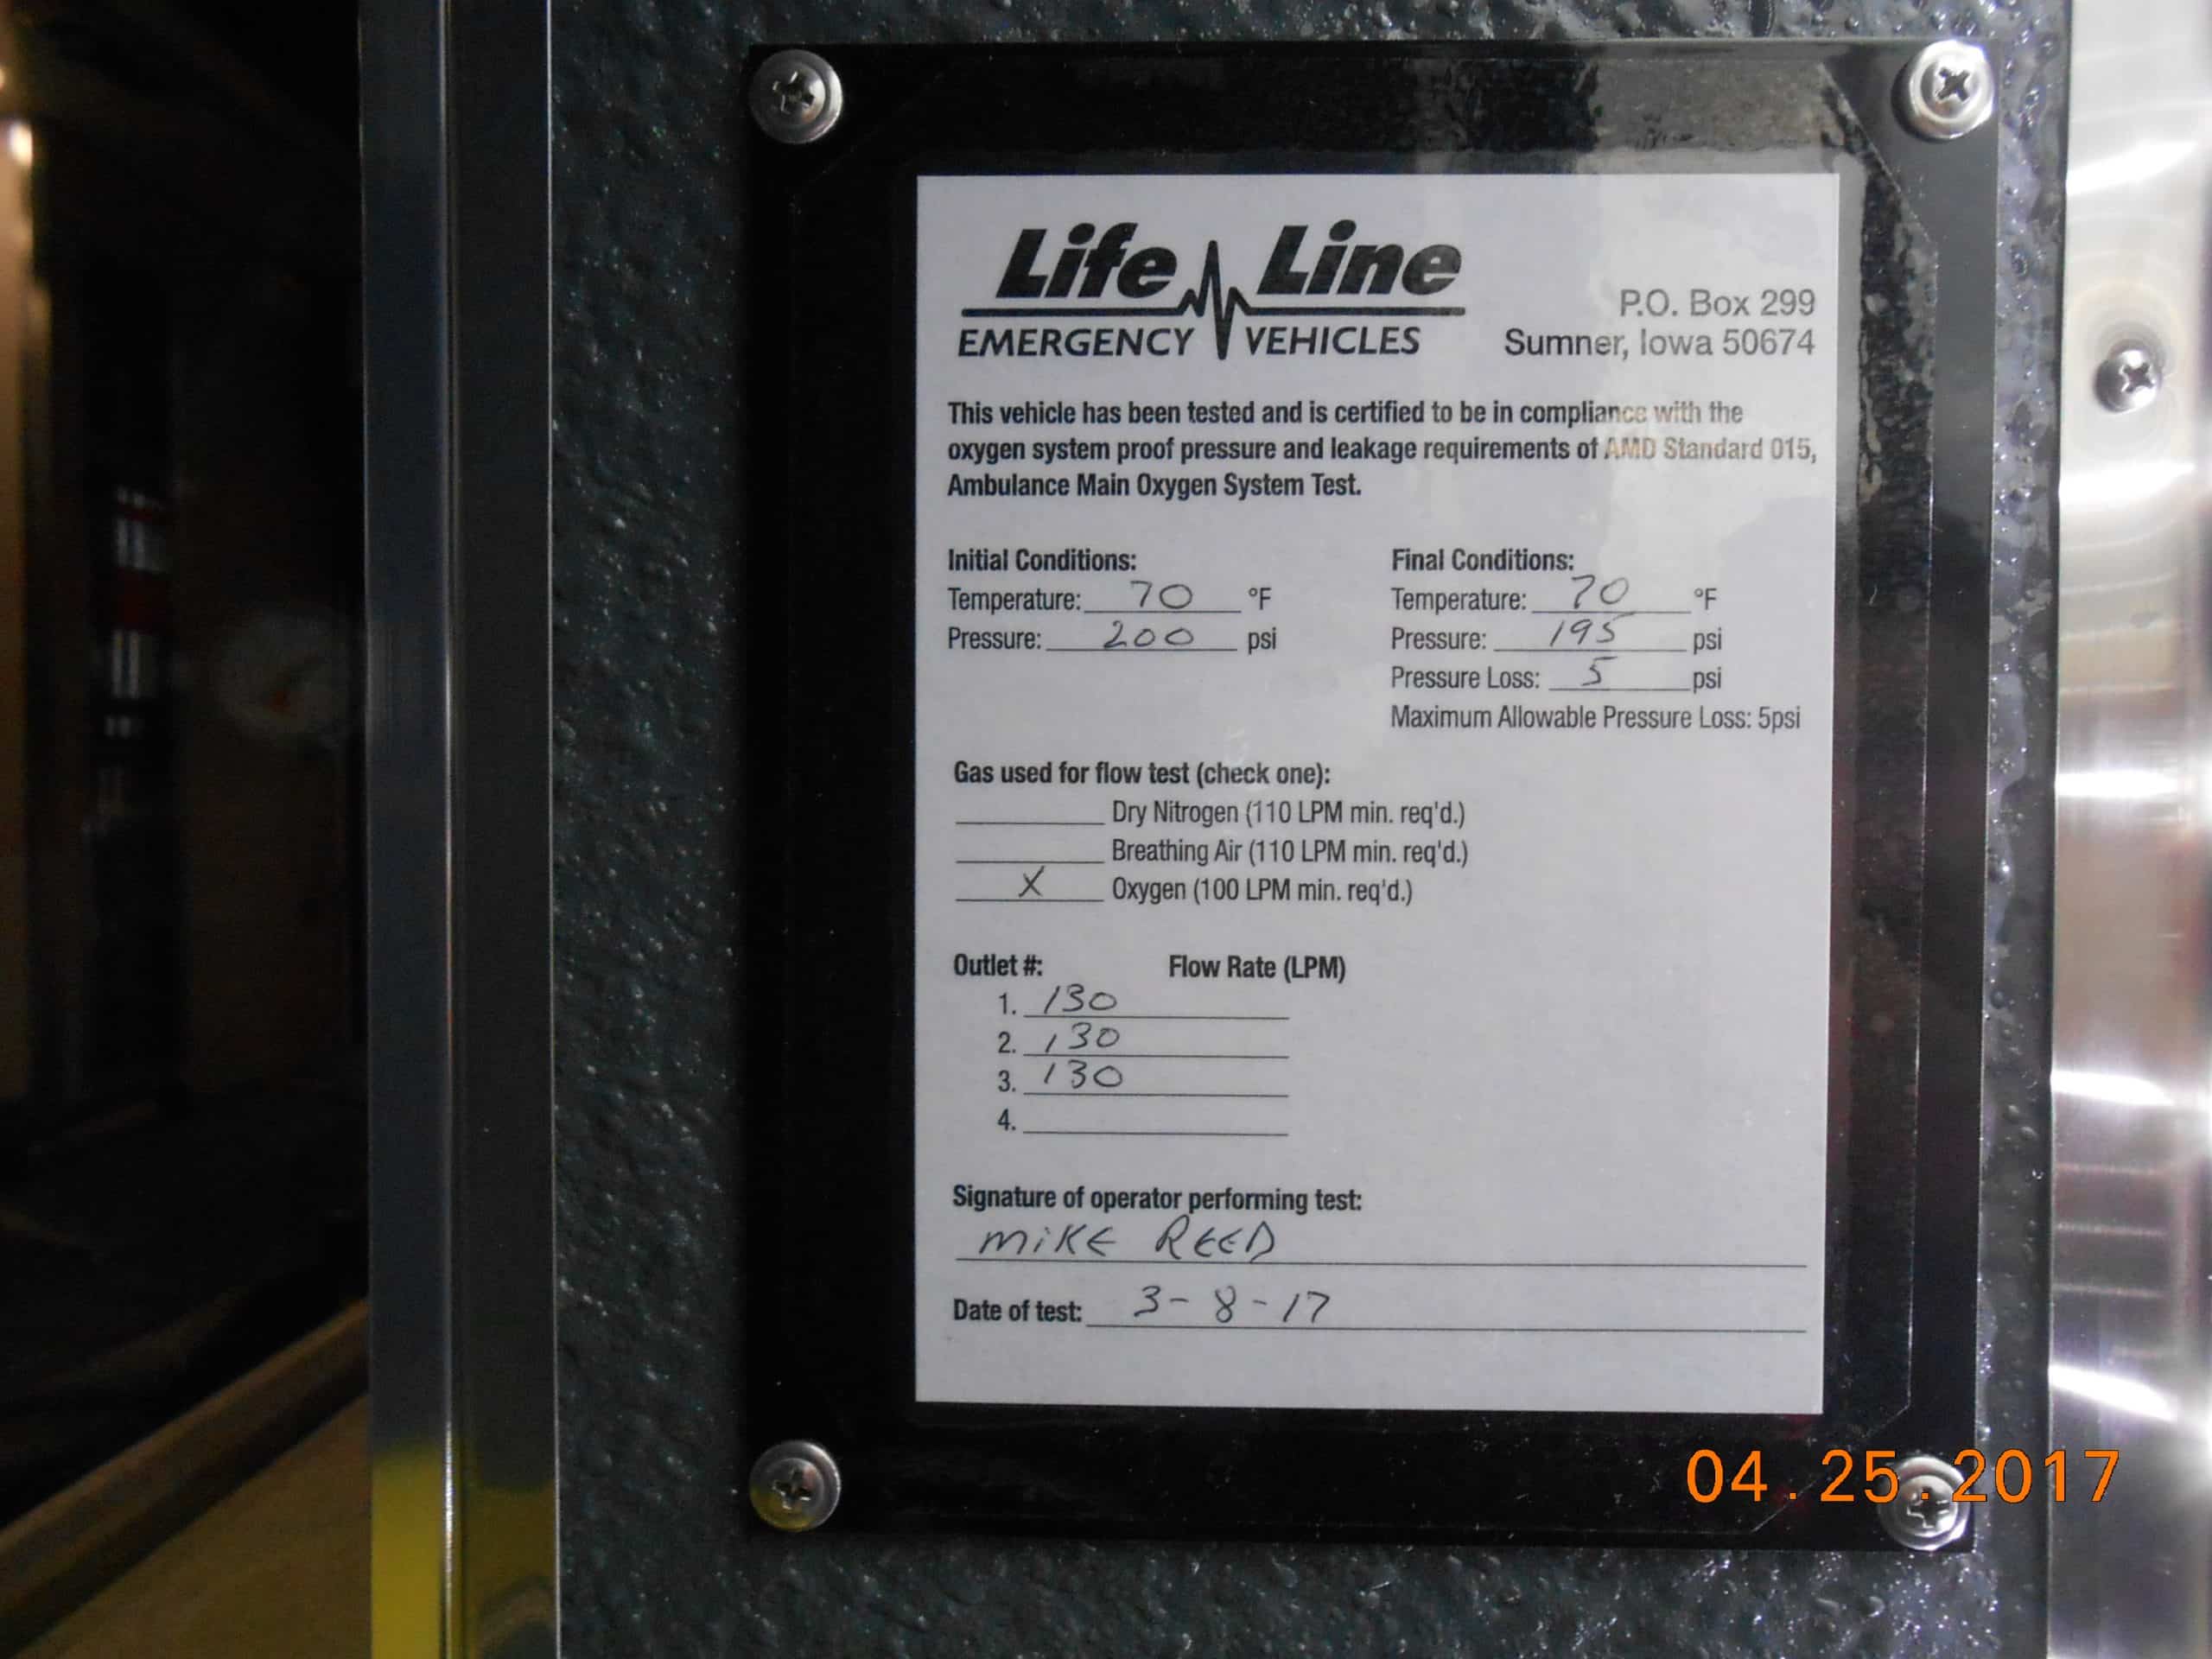 Life Line
EMERGENCY VEHICLES
P.O. Box 299
Sumner, Iowa 50674
This vehicle has been tested and is certified to be in compliance with the
oxygen system proof pressure and leakage requirements of AMD Standard 015,
Ambulance Main Oxygen System Test.
Initial Conditions:
Temperature: 70 °F
Pressure: 200 psi
Final Conditions:
Temperature: 70 °F
Pressure: 195 psi
Pressure Loss: 5 psi
Maximum Allowable Pressure Loss: 5psi
Gas used for flow test (check one):
Dry Nitrogen (110 LPM min. req'd.)
Breathing Air (110 LPM min. req'd.)
X Oxygen (100 LPM min. req'd.)
Outlet #: Flow Rate (LPM)
1. 130
2. 130
3. 130
4.
Signature of operator performing test:
MiKE REED
Date of test: 3-8-17
04.25.2017